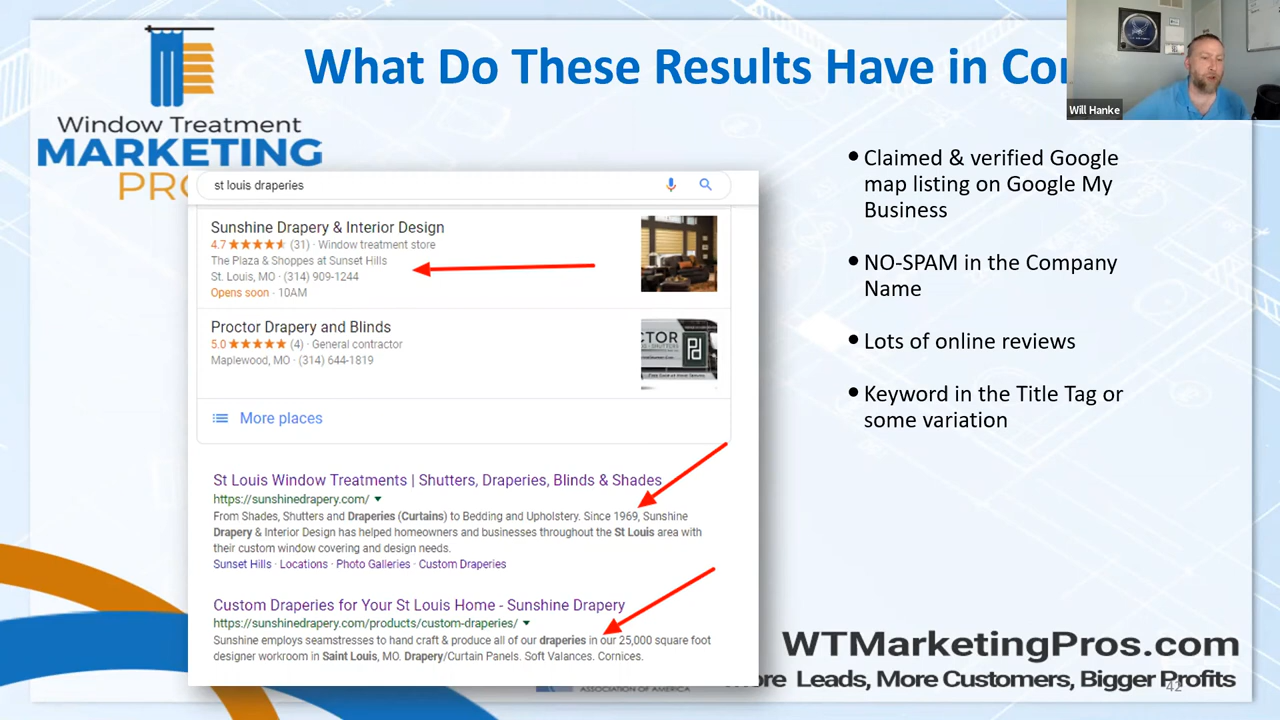 What Do These Results Have in Co
Will Hanke
Window Treatment
MARKETING
PR
st louis draperies
Sunshine Drapery & Interior Design
4.7 (31) · Window treatment store
The Plaza & Shoppes at Sunset Hills
St. Louis, MO · (314) 909-1244
Opens soon · 10AM
Proctor Drapery and Blinds
5.0 (4) · General contractor
Maplewood, MO · (314) 644-1819
More places
St Louis Window Treatments | Shutters, Draperies, Blinds & Shades
https://sunshinedrapery.com/
From Shades, Shutters and Draperies (Curtains) to Bedding and Upholstery. Since 1969, Sunshine
Drapery & Interior Design has helped homeowners and businesses throughout the St Louis area with
their custom window covering and design needs.
Sunset Hills · Locations · Photo Galleries · Custom Draperies
Custom Draperies for Your St Louis Home - Sunshine Drapery
https://sunshinedrapery.com/products/custom-draperies/
Sunshine employs seamstresses to hand craft & produce all of our draperies in our 25,000 square foot
designer workroom in Saint Louis, MO. Drapery/Curtain Panels. Soft Valances. Cornices.
• Claimed & verified Google
map listing on Google My
Business
• NO-SPAM in the Company
Name
• Lots of online reviews
• Keyword in the Title Tag or
some variation
WTMarketingPros.com
ore Leads, More Customers, Bigger Profits
42
ASSOCIATION OF AMERICA